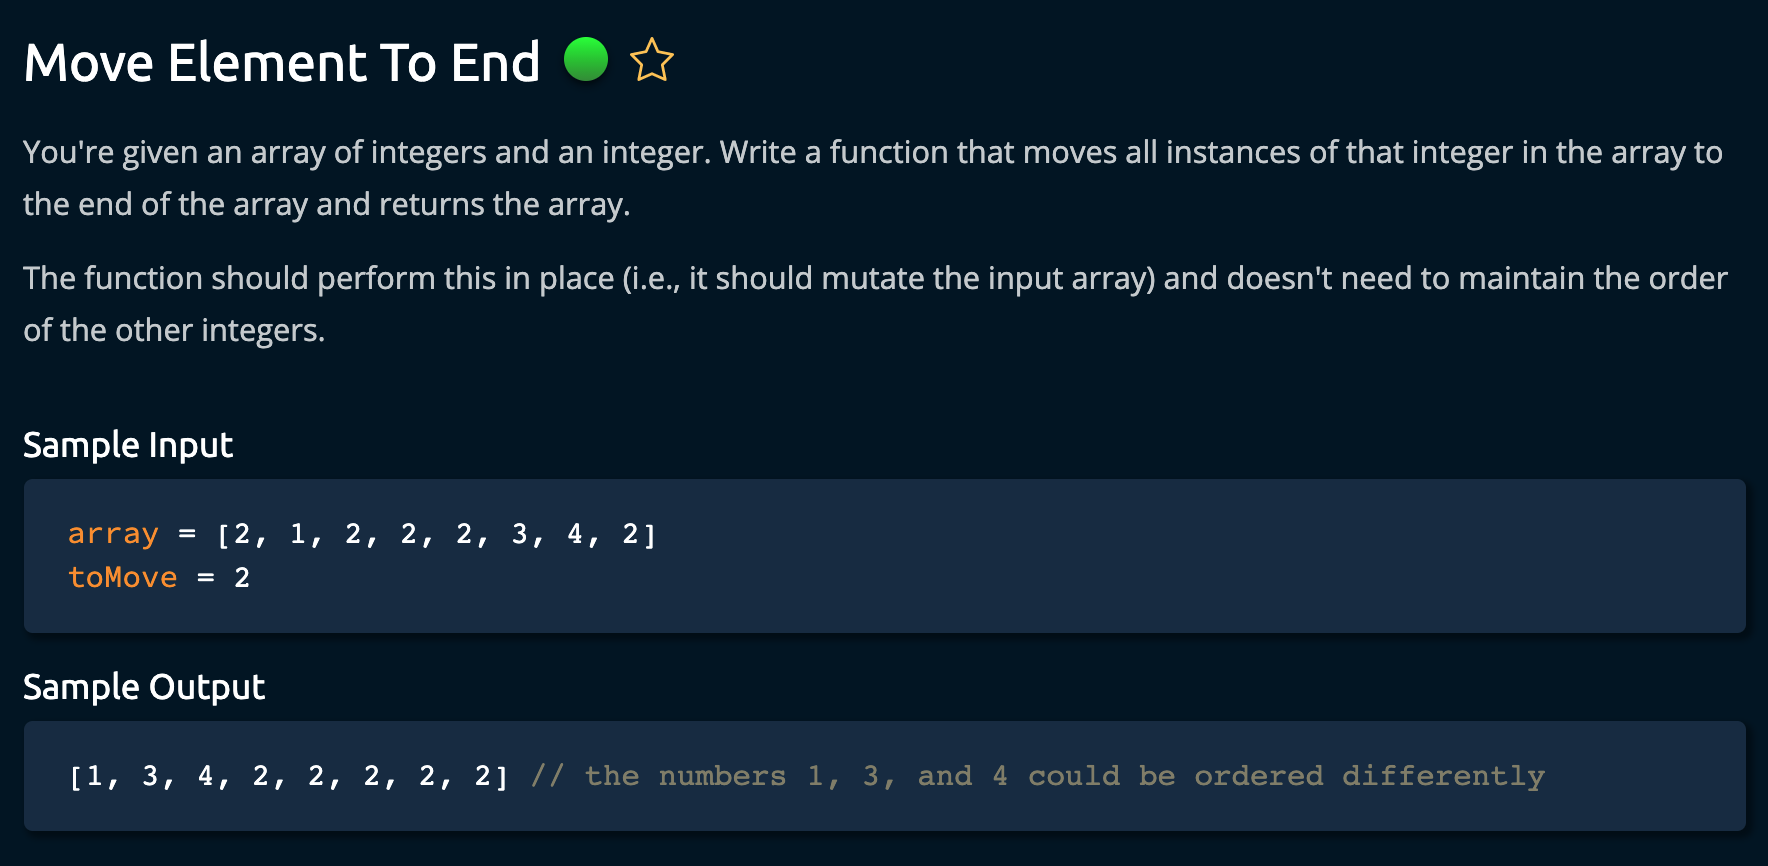 Move Element To End
You're given an array of integers and an integer. Write a function that moves all instances of that integer in the array to
the end of the array and returns the array.
The function should perform this in place (i.e., it should mutate the input array) and doesn't need to maintain the order
of the other integers.
Sample Input
array = [2, 1, 2, 2, 2, 3, 4, 2]
toMove = 2
Sample Output
[1, 3, 4, 2, 2, 2, 2, 2] // the numbers 1, 3, and 4 could be ordered differently